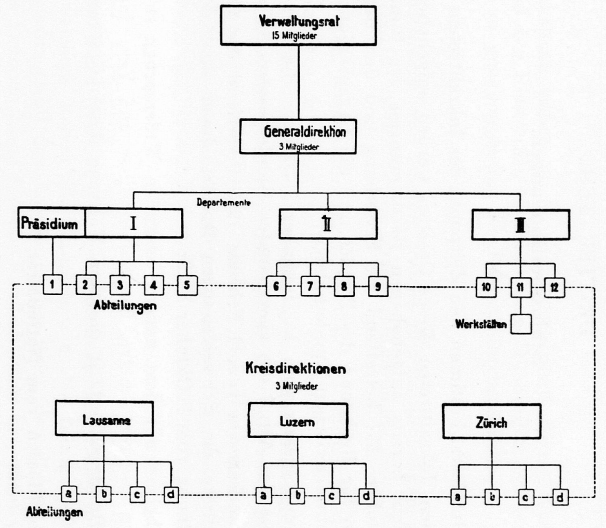 Verwaltungsrat
15 Mitglieder
Generaldirektion
3 Mitglieder
Departemente
Präsidium I II III
1 2 3 4 5 6 7 8 9 10 11 12
Abteilungen
Werkstätten
Kreisdirektionen
3 Mitglieder
Lausanne Luzern Zürich
a b c d a b c d a b c d
Abteilungen